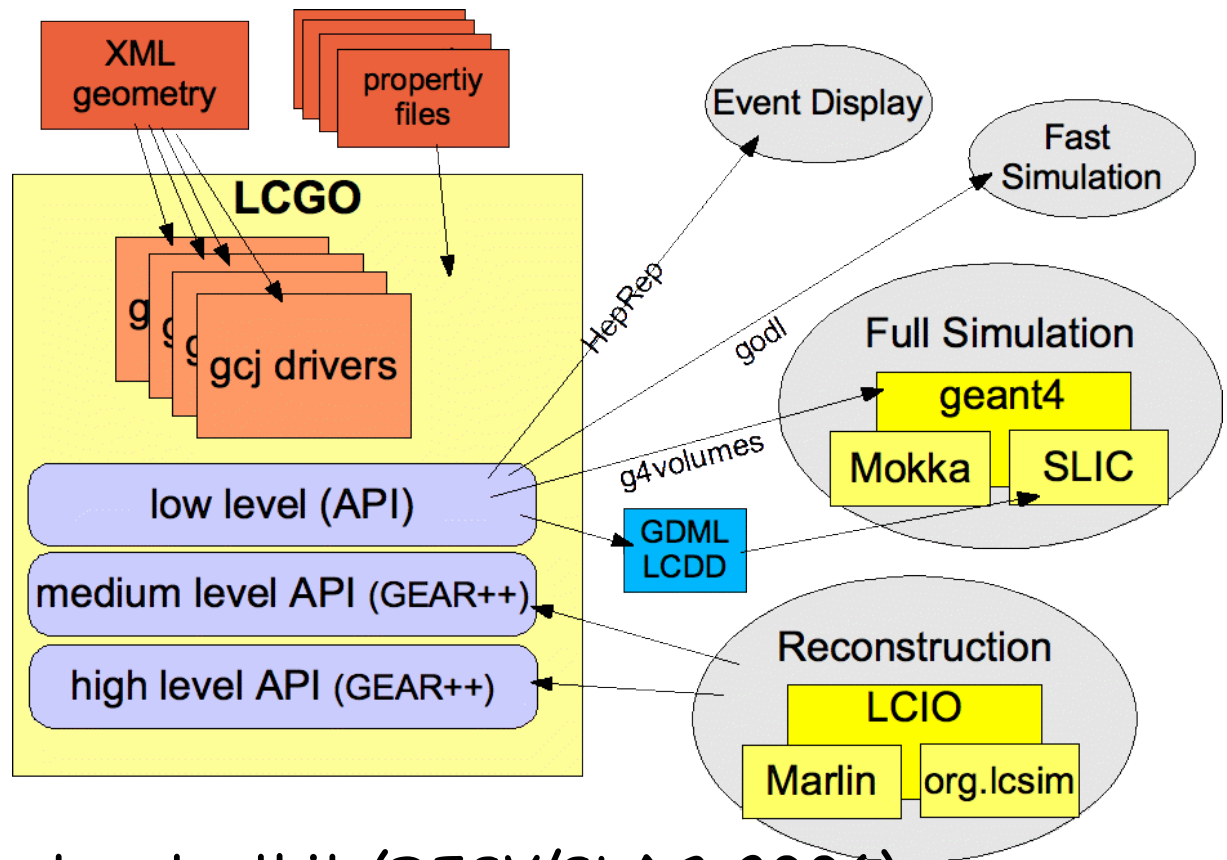 XML
geometry
propertiy
files
LCGO
g
g
g
gcj drivers
low level (API)
medium level API (GEAR++)
high level API (GEAR++)
HepRep
godl
g4volumes
GDML
LCDD
Event Display
Fast
Simulation
Full Simulation
geant4
Mokka
SLIC
Reconstruction
LCIO
Marlin
org.lcsim